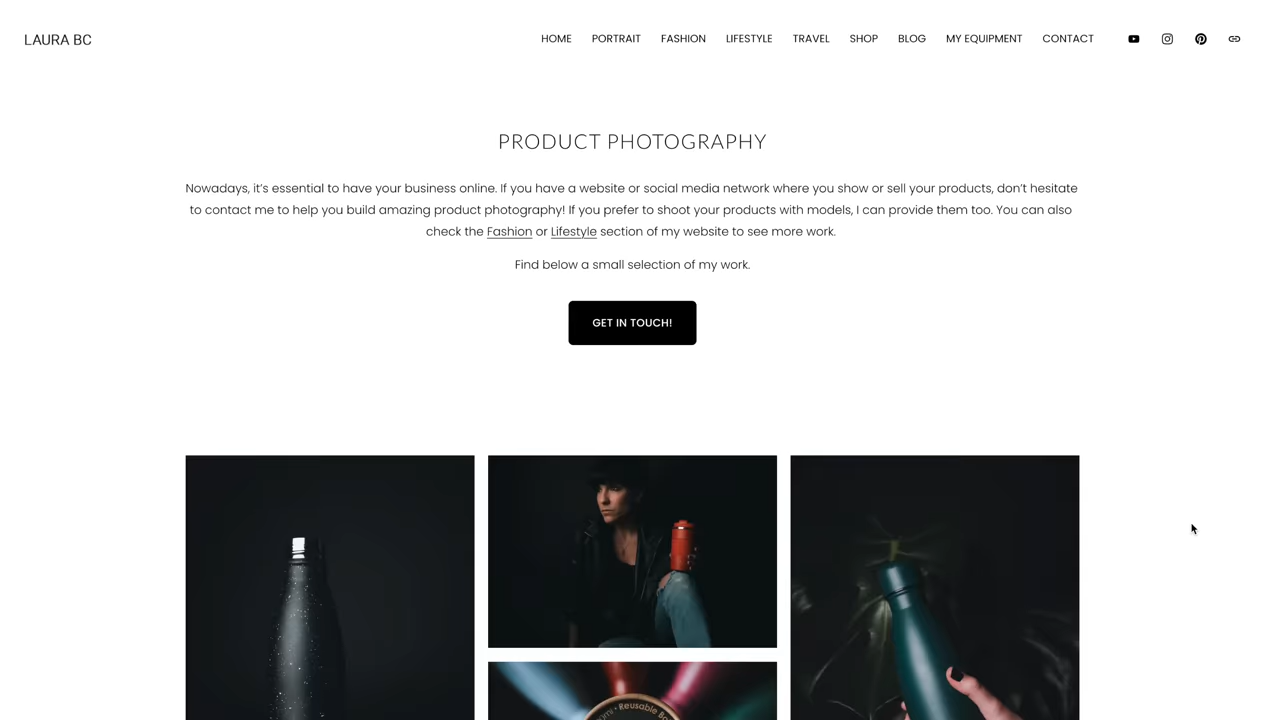 LAURA BC
HOME PORTRAIT FASHION LIFESTYLE TRAVEL SHOP BLOG MY EQUIPMENT CONTACT
PRODUCT PHOTOGRAPHY
Nowadays, it's essential to have your business online. If you have a website or social media network where you show or sell your products, don't hesitate
to contact me to help you build amazing product photography! If you prefer to shoot your products with models, I can provide them too. You can also
check the Fashion or Lifestyle section of my website to see more work.
Find below a small selection of my work.
GET IN TOUCH!
Reusable